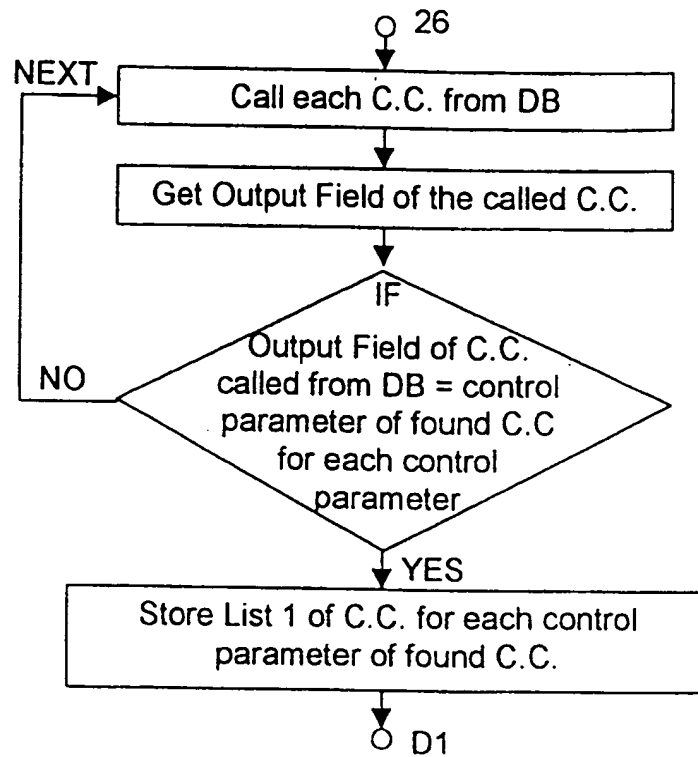 26
NEXT
Call each C.C. from DB
Get Output Field of the called C.C.
IF
Output Field of C.C.
called from DB = control
parameter of found C.C
for each control
parameter
NO
YES
Store List 1 of C.C. for each control
parameter of found C.C.
D1